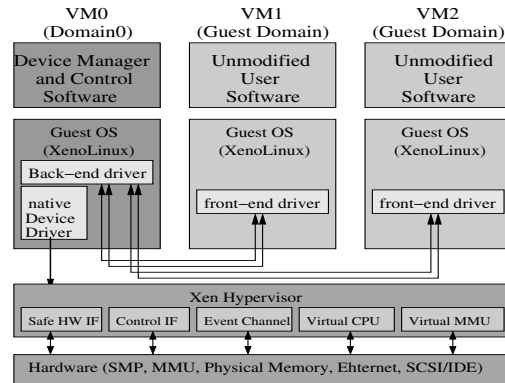 VM0
(Domain0)
VM1
(Guest Domain)
VM2
(Guest Domain)
Device Manager
and Control
Software
Unmodified
User
Software
Unmodified
User
Software
Guest OS
(XenoLinux)
Back-end driver
native
Device
Driver
Guest OS
(XenoLinux)
front-end driver
Guest OS
(XenoLinux)
front-end driver
Xen Hypervisor
Safe HW IF
Control IF
Event Channel
Virtual CPU
Virtual MMU
Hardware (SMP, MMU, Physical Memory, Ehternet, SCSI/IDE)